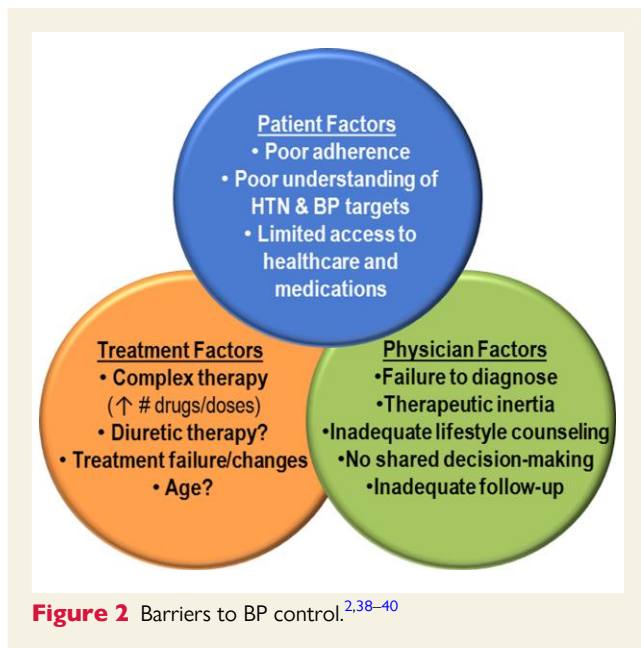 Patient Factors
• Poor adherence
• Poor understanding of
HTN & BP targets
• Limited access to
healthcare and
medications
Treatment Factors
• Complex therapy
(↑ # drugs/doses)
• Diuretic therapy?
• Treatment failure/changes
• Age?
Physician Factors
•Failure to diagnose
•Therapeutic inertia
•Inadequate lifestyle counseling
•No shared decision-making
•Inadequate follow-up
Figure 2 Barriers to BP control.2,38–40